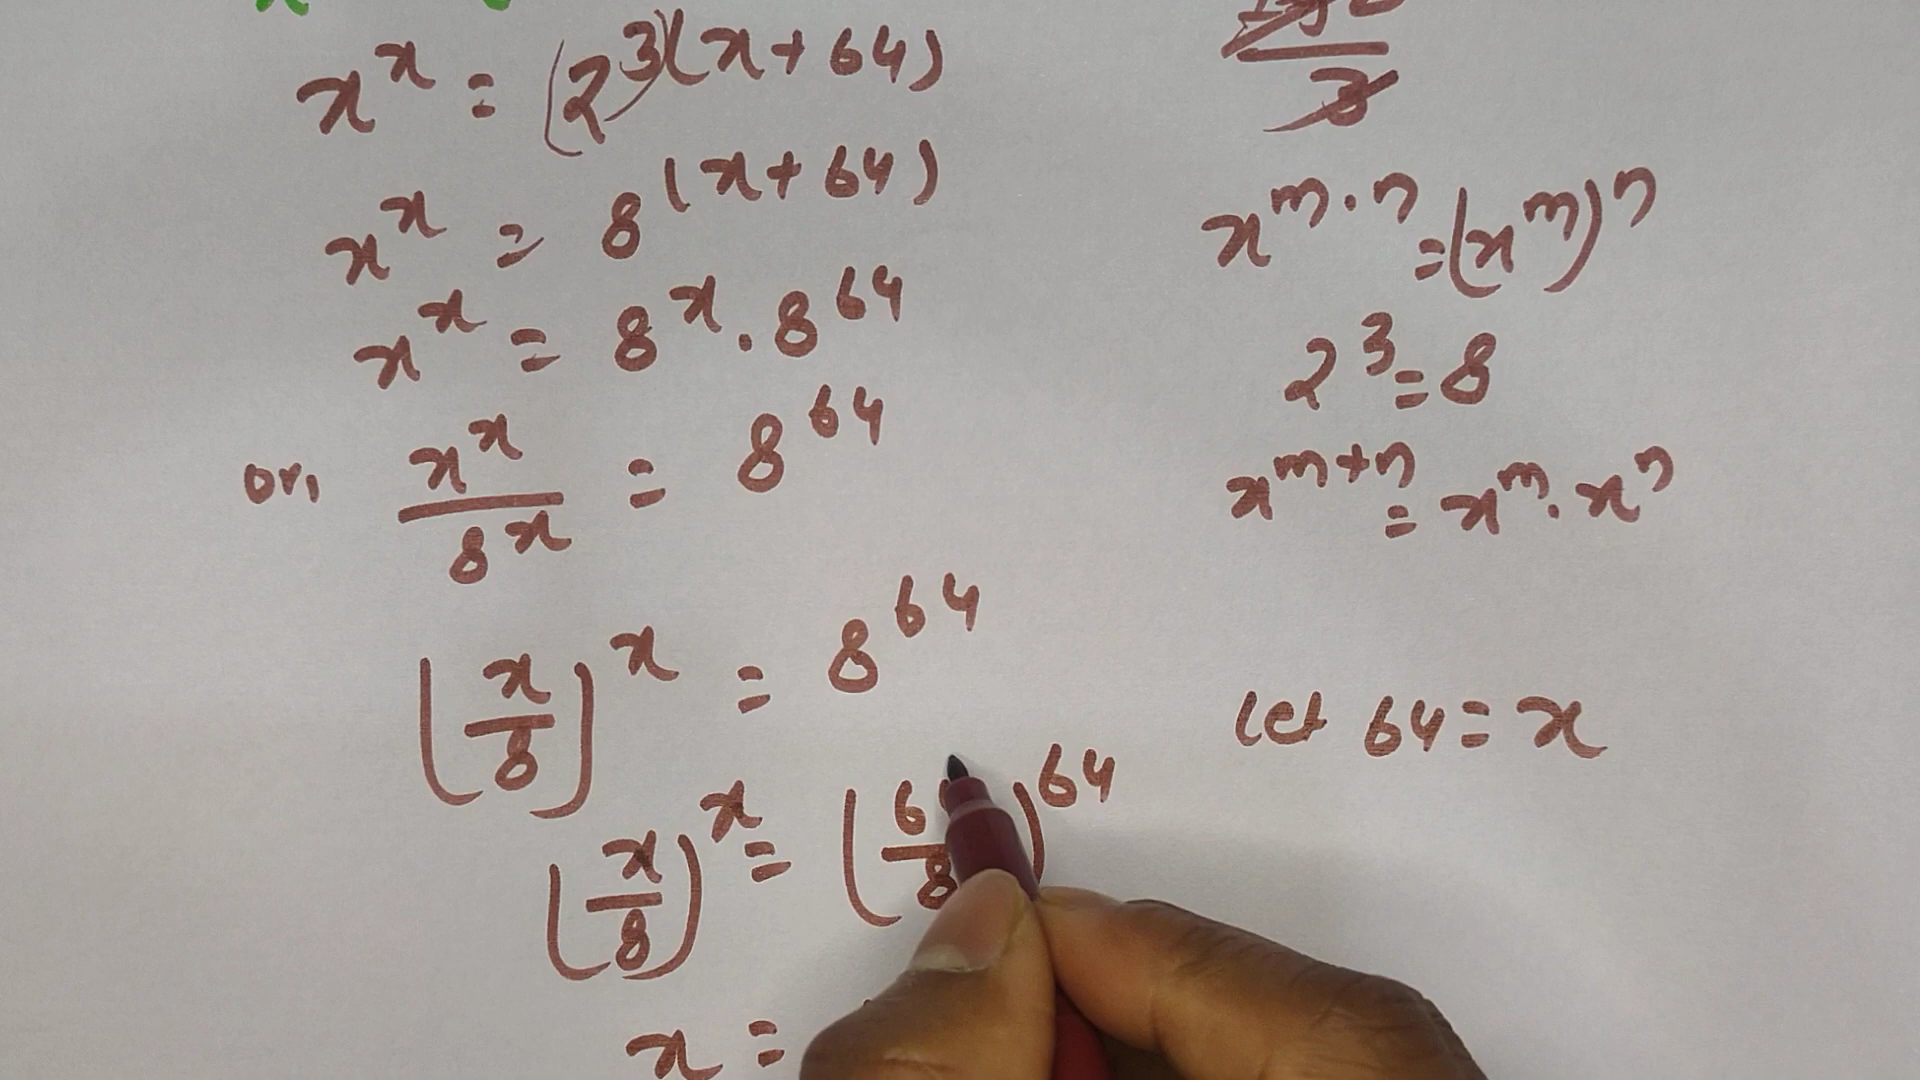 x^x = (2^3)^(x+64)
x^x = 8^(x+64)
x^x = 8^x . 8^64
or, x^x/8^x = 8^64
(x/8)^x = 8^64
(x/8)^x = (64/8)^64
x =
x^m.n = (x^m)^n
2^3 = 8
x^m+n = x^m . x^n
let 64 = x